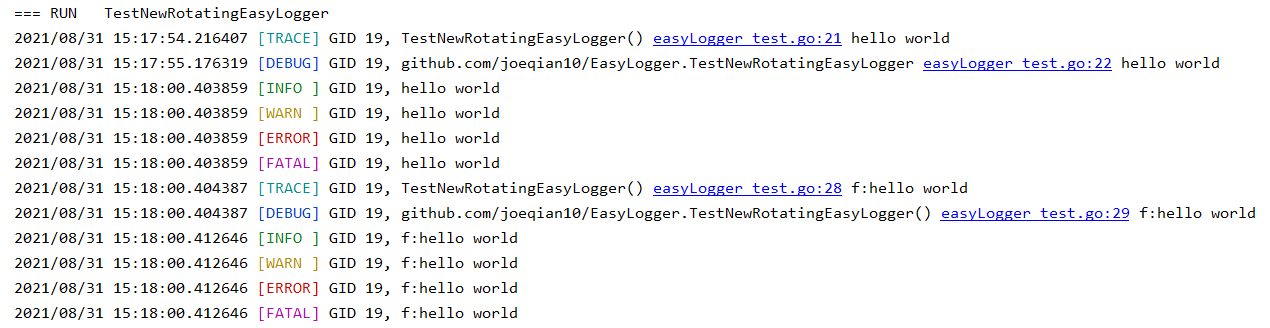 === RUN   TestNewRotatingEasyLogger
2021/08/31 15:17:54.216407 [TRACE] GID 19, TestNewRotatingEasyLogger() easyLogger_test.go:21 hello world
2021/08/31 15:17:55.176319 [DEBUG] GID 19, github.com/joeqian10/EasyLogger.TestNewRotatingEasyLogger easyLogger_test.go:22 hello world
2021/08/31 15:18:00.403859 [INFO ] GID 19, hello world
2021/08/31 15:18:00.403859 [WARN ] GID 19, hello world
2021/08/31 15:18:00.403859 [ERROR] GID 19, hello world
2021/08/31 15:18:00.403859 [FATAL] GID 19, hello world
2021/08/31 15:18:00.404387 [TRACE] GID 19, TestNewRotatingEasyLogger() easyLogger_test.go:28 f:hello world
2021/08/31 15:18:00.404387 [DEBUG] GID 19, github.com/joeqian10/EasyLogger.TestNewRotatingEasyLogger() easyLogger_test.go:29 f:hello world
2021/08/31 15:18:00.412646 [INFO ] GID 19, f:hello world
2021/08/31 15:18:00.412646 [WARN ] GID 19, f:hello world
2021/08/31 15:18:00.412646 [ERROR] GID 19, f:hello world
2021/08/31 15:18:00.412646 [FATAL] GID 19, f:hello world